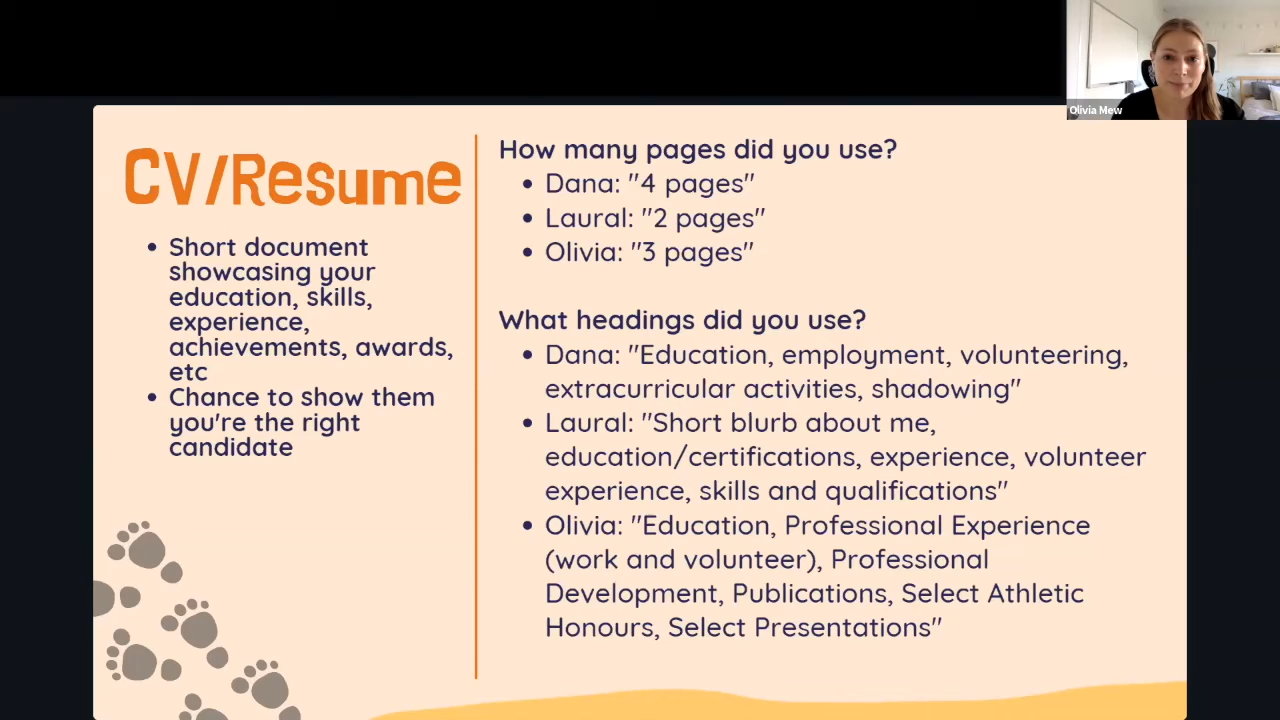 Olivia Mew
CV/Resume
• Short document
showcasing your
education, skills,
experience,
achievements, awards,
etc
• Chance to show them
you're the right
candidate
How many pages did you use?
• Dana: "4 pages"
• Laural: "2 pages"
• Olivia: "3 pages"
What headings did you use?
• Dana: "Education, employment, volunteering,
extracurricular activities, shadowing"
• Laural: "Short blurb about me,
education/certifications, experience, volunteer
experience, skills and qualifications"
• Olivia: "Education, Professional Experience
(work and volunteer), Professional
Development, Publications, Select Athletic
Honours, Select Presentations"